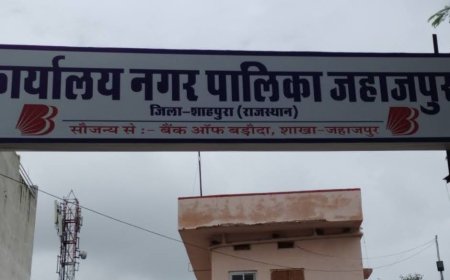 कार्यालय नगर पालिका जहाजपुर
जिला-शाहपुरा (राजस्थान)
सौजन्य से :- बैंक ऑफ बड़ौदा, शाखा-जहाजपुर